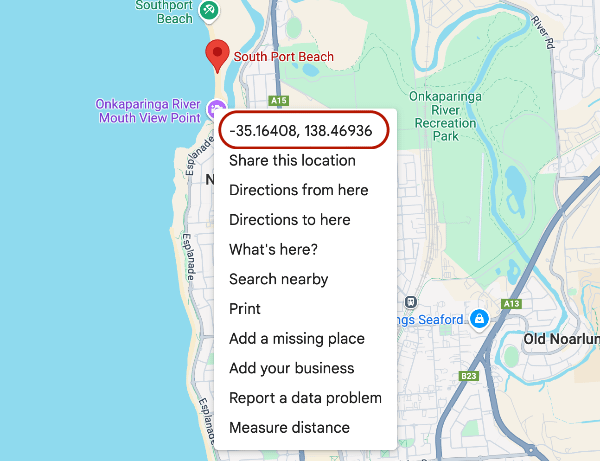 Southport
Beach
River Rd
South Port Beach
A15
Onkaparinga River
Mouth View Point
Onkaparinga
River
Recreation
Park
-35.16408, 138.46936
Esplanade
Share this location
N
Directions from here
Directions to here
Esplanade
What's here?
Search nearby
Print
A13
ngs Seaford
Add a missing place
Old Noarlun
Add your business
B23
Report a data problem
Measure distance